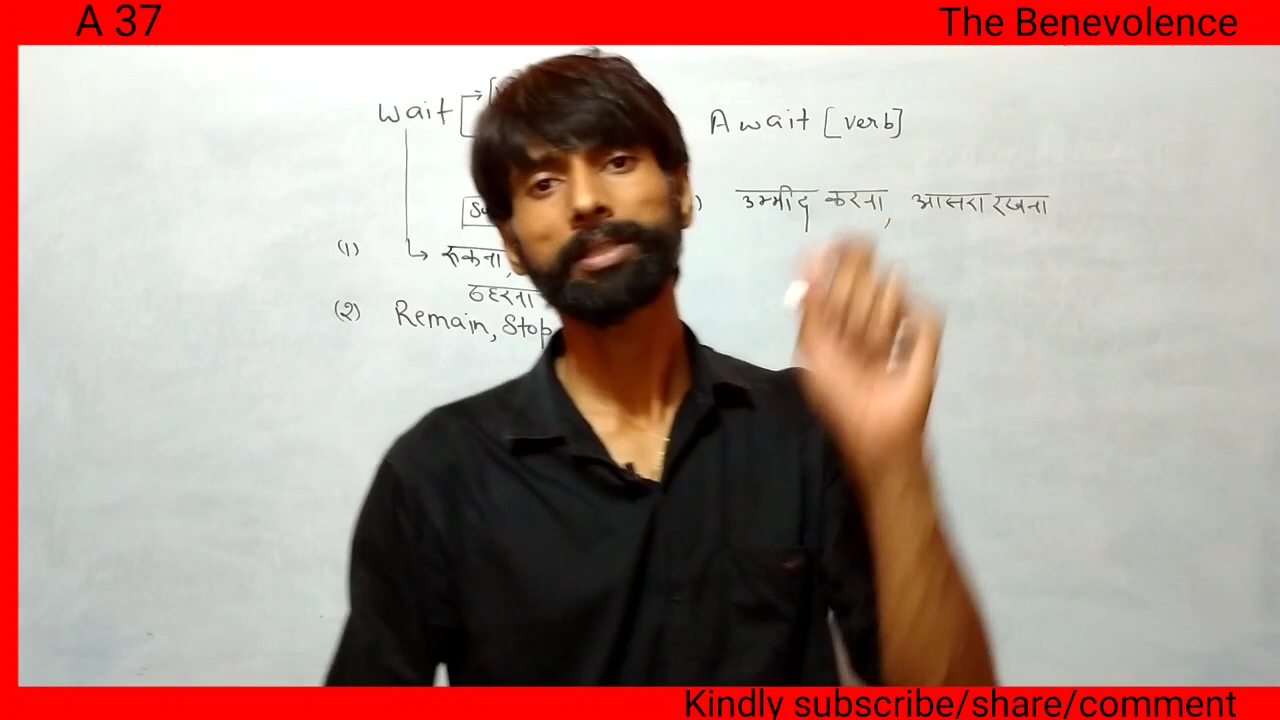 A 37
The Benevolence
wait
Await [verb]
उम्मीद करना, आसरा रखना
(1) रूकना,
ठहरना
(2) Remain, Stop
Kindly subscribe/share/comment